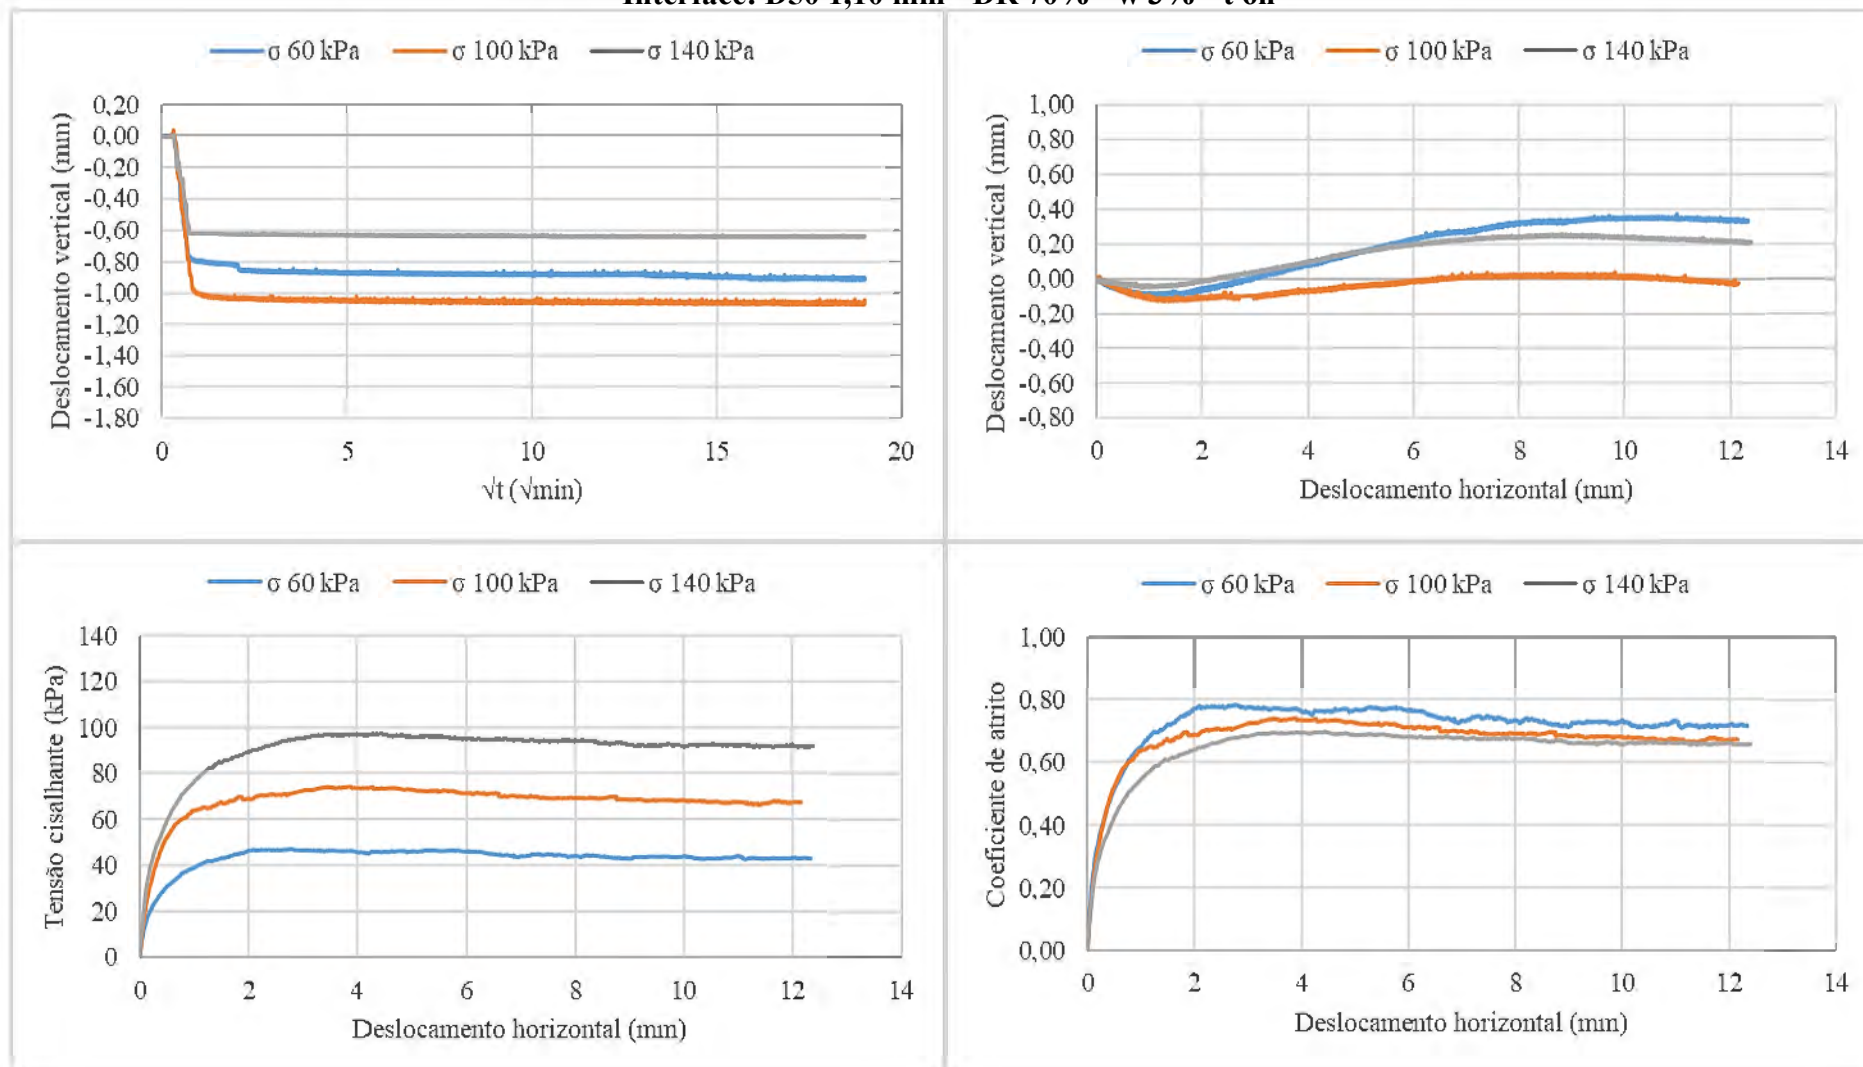 σ 60 kPa σ 100 kPa σ 140 kPa
0,20
0,00
-0,20
-0,40
-0,60
-0,80
-1,00
-1,20
-1,40
-1,60
-1,80
Deslocamento vertical (mm)
0 5 10 15 20
√t (√min)
σ 60 kPa σ 100 kPa σ 140 kPa
1,00
0,80
0,60
0,40
0,20
0,00
-0,20
-0,40
-0,60
-0,80
Deslocamento vertical (mm)
0 2 4 6 8 10 12 14
Deslocamento horizontal (mm)
σ 60 kPa σ 100 kPa σ 140 kPa
140
120
100
80
60
40
20
0
Tensão cisalhante (kPa)
0 2 4 6 8 10 12 14
Deslocamento horizontal (mm)
σ 60 kPa σ 100 kPa σ 140 kPa
1,00
0,80
0,60
0,40
0,20
0,00
Coeficiente de atrito
0 2 4 6 8 10 12 14
Deslocamento horizontal (mm)